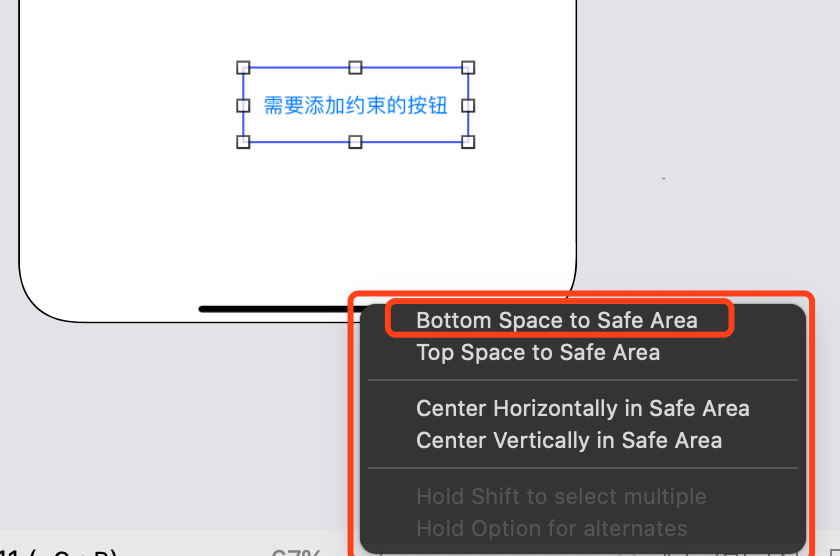 需要添加约束的按钮
Bottom Space to Safe Area
Top Space to Safe Area
Center Horizontally in Safe Area
Center Vertically in Safe Area
Hold Shift to select multiple
Hold Option for alternates